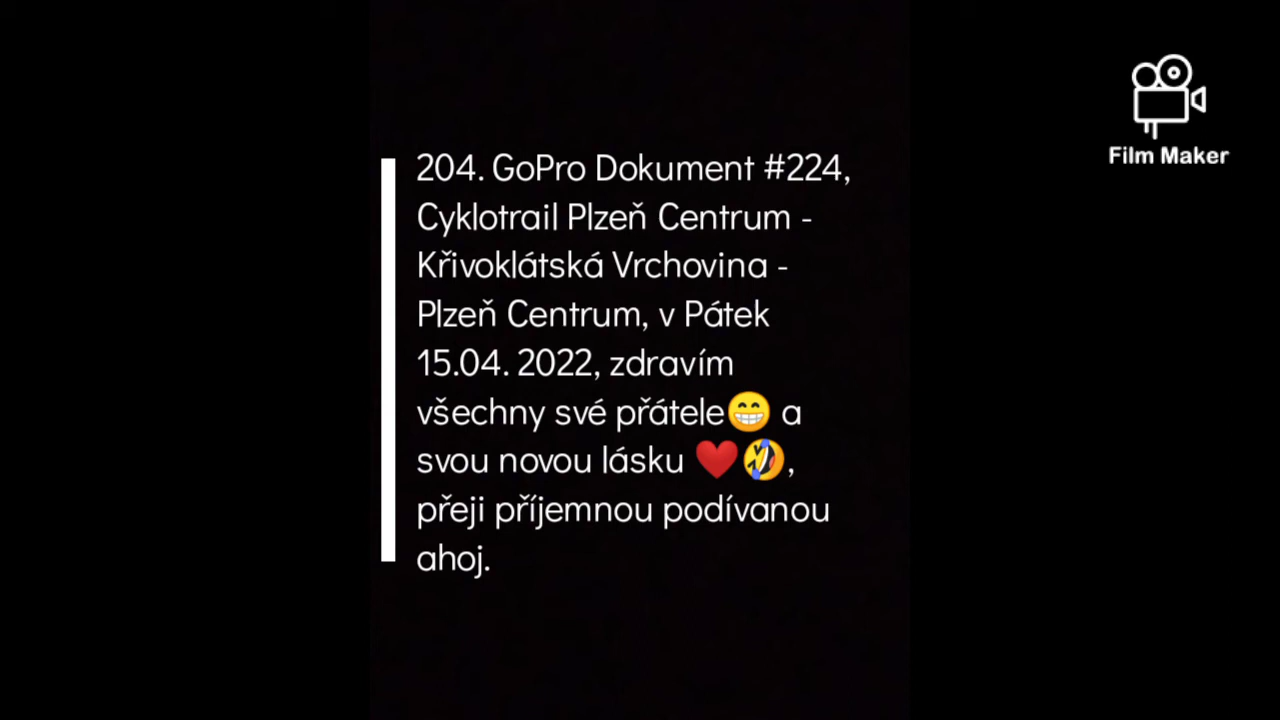 204. GoPro Dokument #224,
Cyklotrail Plzeň Centrum -
Křivoklátská Vrchovina -
Plzeň Centrum, v Pátek
15.04. 2022, zdravím
všechny své přátele😁 a
svou novou lásku ♥️🤣,
přeji příjemnou podívanou
ahoj.
Film Maker